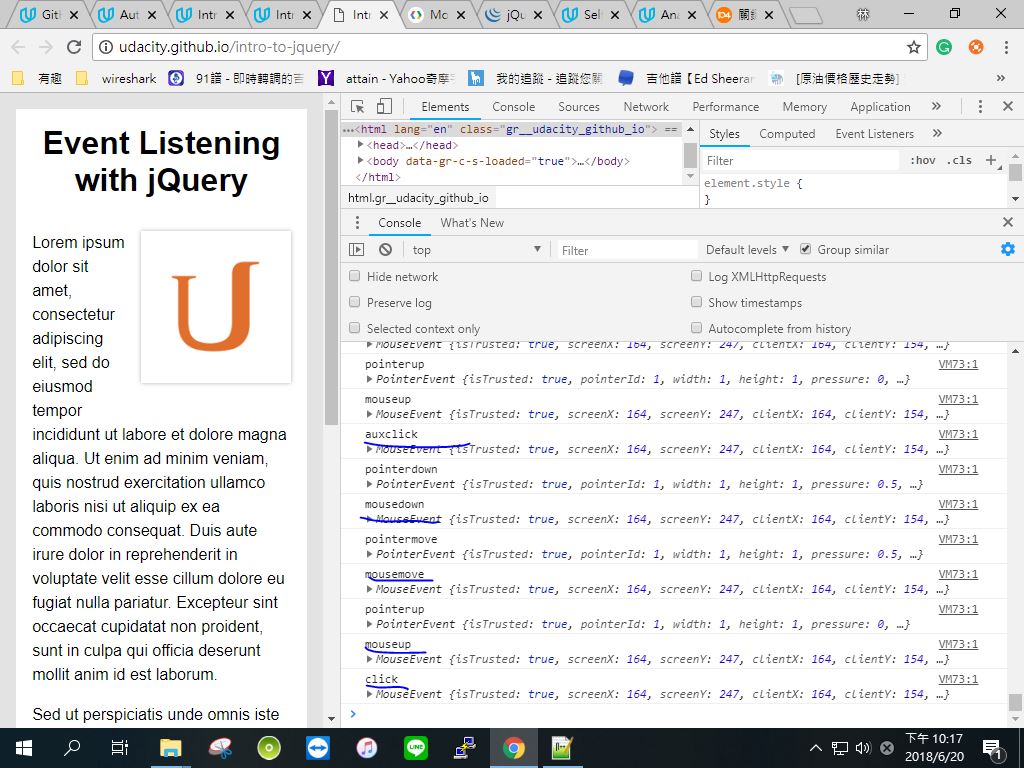 Git
Aut
Intr
Intr
Intr
Mc
jQu
Sel
Ana
關
赫
udacity.github.io/intro-to-jquery/
有趣
wireshark
91譜 - 即時轉調的吉
attain - Yahoo奇摩
我的追蹤 - 追蹤您關
吉他譜【Ed Sheeran
[原油價格歷史走勢]
»
Event Listening
with jQuery
Lorem ipsum
dolor sit
amet,
consectetur
adipiscing
elit, sed do
eiusmod
tempor
incididunt ut labore et dolore magna
aliqua. Ut enim ad minim veniam,
quis nostrud exercitation ullamco
laboris nisi ut aliquip ex ea
commodo consequat. Duis aute
irure dolor in reprehenderit in
voluptate velit esse cillum dolore eu
fugiat nulla pariatur. Excepteur sint
occaecat cupidatat non proident,
sunt in culpa qui officia deserunt
mollit anim id est laborum.
Sed ut perspiciatis unde omnis iste
Elements Console Sources Network Performance Memory Application »
…<html lang="en" class="gr__udacity_github_io"> ==
<head>…</head>
<body data-gr-c-s-loaded="true">…</body>
</html>
html.gr__udacity_github_io
Styles Computed Event Listeners »
Filter :hov .cls +
element.style {
}
Console What's New
top Filter Default levels Group similar
Hide network Log XMLHttpRequests
Preserve log Show timestamps
Selected context only Autocomplete from history
MouseEvent {isTrusted: true, screenX: 164, screenY: 247, clientX: 164, clientY: 154, …}
pointerup VM73:1
PointerEvent {isTrusted: true, pointerId: 1, width: 1, height: 1, pressure: 0, …}
mouseup VM73:1
MouseEvent {isTrusted: true, screenX: 164, screenY: 247, clientX: 164, clientY: 154, …}
auxclick VM73:1
MouseEvent {isTrusted: true, screenX: 164, screenY: 247, clientX: 164, clientY: 154, …}
pointerdown VM73:1
PointerEvent {isTrusted: true, pointerId: 1, width: 1, height: 1, pressure: 0.5, …}
mousedown VM73:1
MouseEvent {isTrusted: true, screenX: 164, screenY: 247, clientX: 164, clientY: 154, …}
pointermove VM73:1
PointerEvent {isTrusted: true, pointerId: 1, width: 1, height: 1, pressure: 0.5, …}
mousemove VM73:1
MouseEvent {isTrusted: true, screenX: 164, screenY: 247, clientX: 164, clientY: 154, …}
pointerup VM73:1
PointerEvent {isTrusted: true, pointerId: 1, width: 1, height: 1, pressure: 0, …}
mouseup VM73:1
MouseEvent {isTrusted: true, screenX: 164, screenY: 247, clientX: 164, clientY: 154, …}
click VM73:1
MouseEvent {isTrusted: true, screenX: 164, screenY: 247, clientX: 164, clientY: 154, …}
LINE
下午 10:17
2018/6/20
1